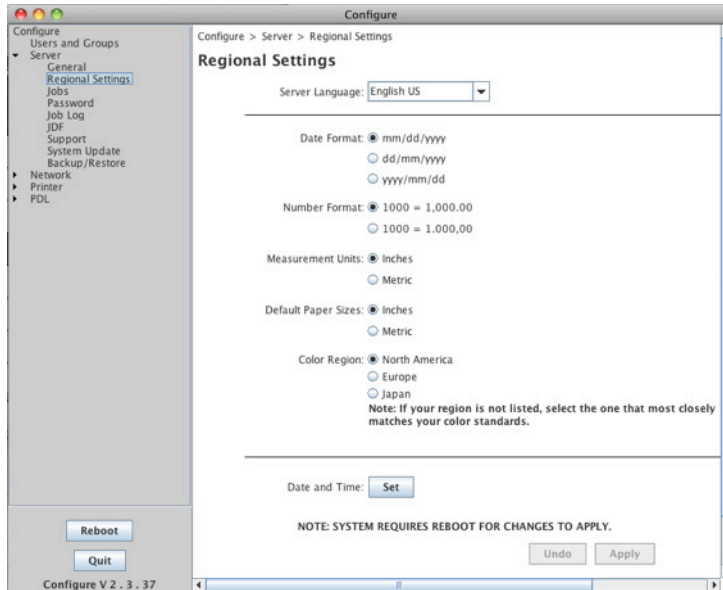 Configure
Configure
Users and Groups
Server
General
Regional Settings
Jobs
Password
Job Log
JDF
Support
System Update
Backup/Restore
Network
Printer
PDL
Reboot
Quit
Configure V 2 . 3 . 37
Configure > Server > Regional Settings
Regional Settings
Server Language: English US
Date Format: mm/dd/yyyy
dd/mm/yyyy
yyyy/mm/dd
Number Format: 1000 = 1,000.00
1000 = 1.000,00
Measurement Units: Inches
Metric
Default Paper Sizes: Inches
Metric
Color Region: North America
Europe
Japan
Note: If your region is not listed, select the one that most closely
matches your color standards.
Date and Time: Set
NOTE: SYSTEM REQUIRES REBOOT FOR CHANGES TO APPLY.
Undo Apply